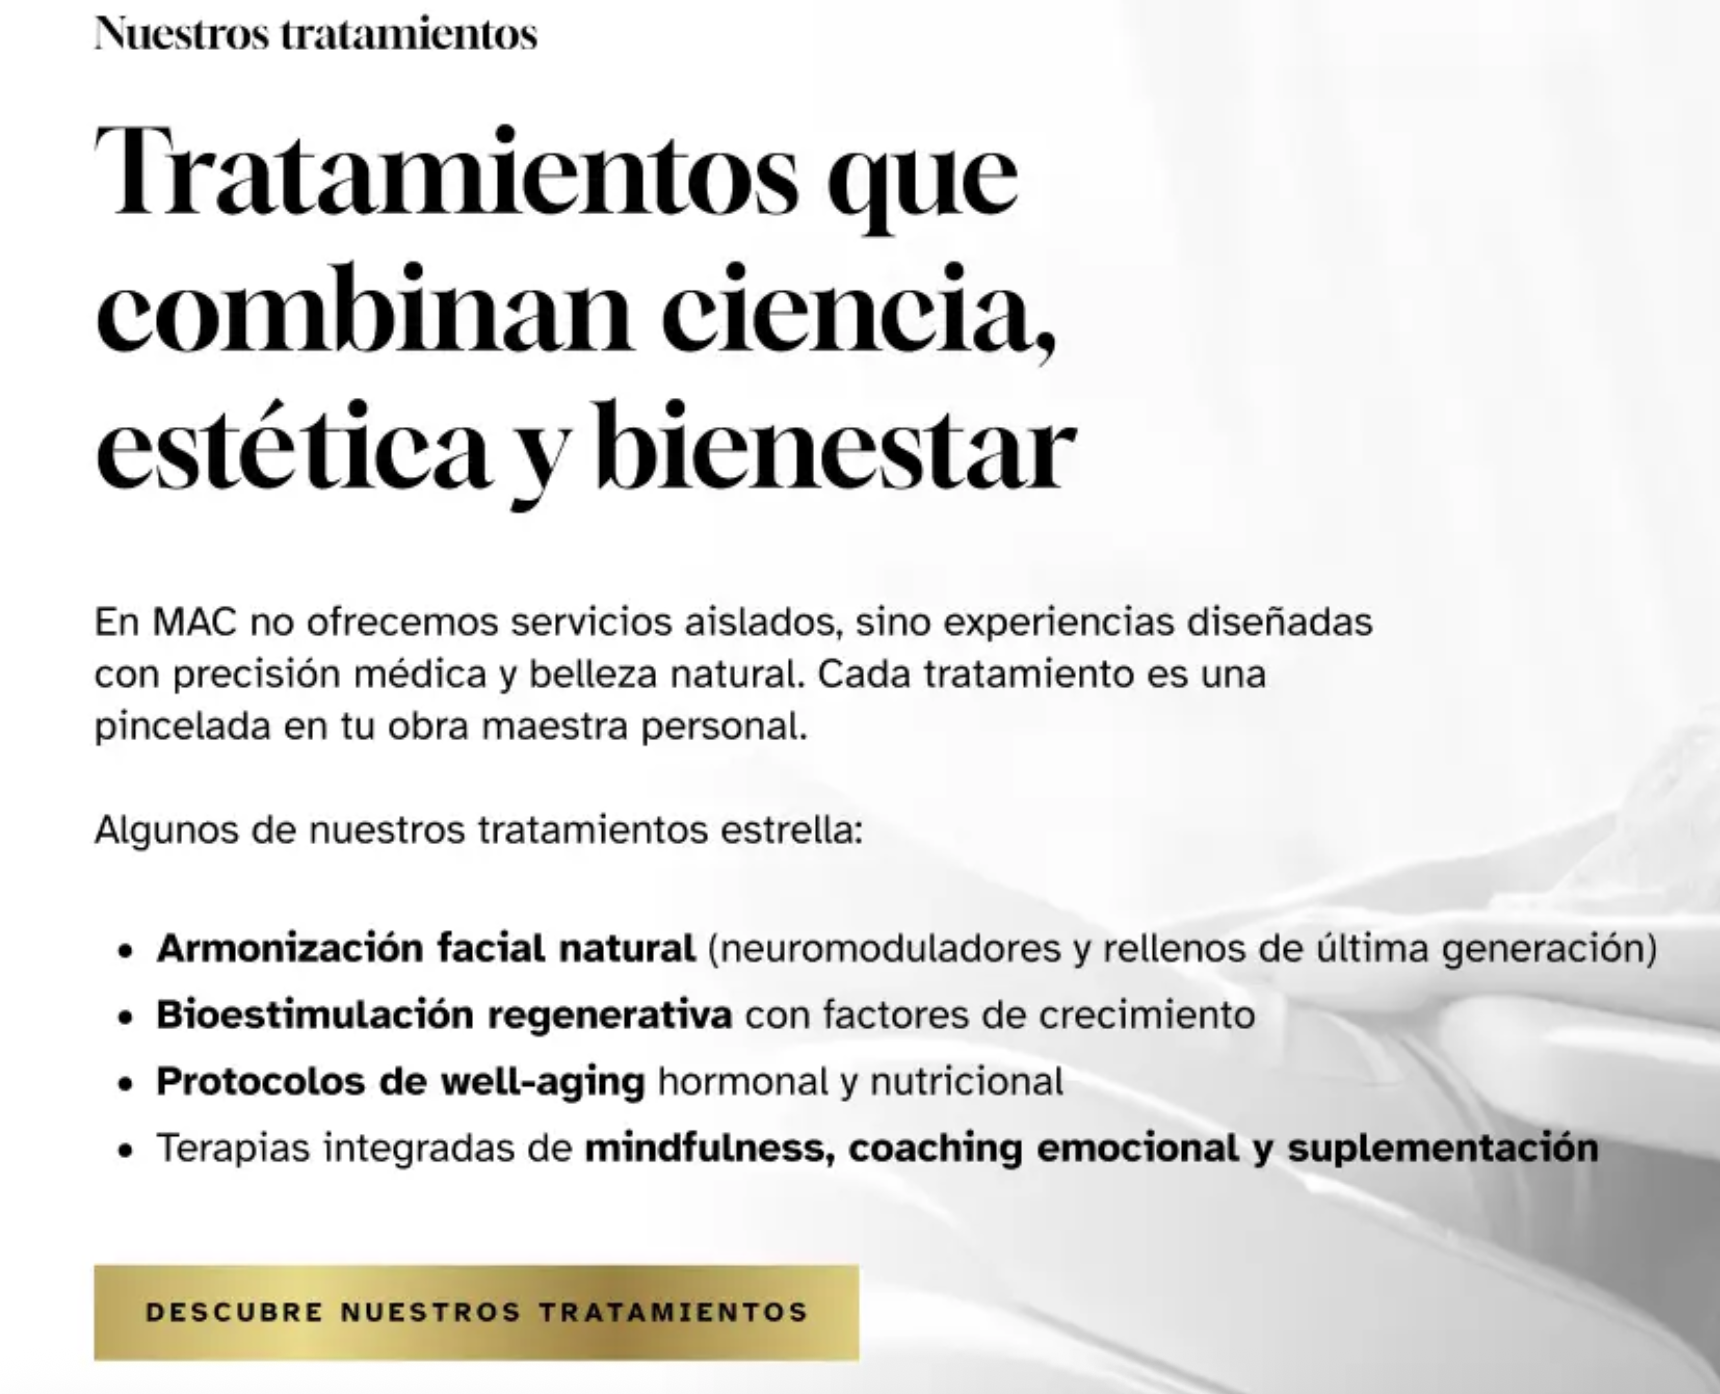 Nuestros tratamientos
Tratamientos que
combinan ciencia,
estética y bienestar
En MAC no ofrecemos servicios aislados, sino experiencias diseñadas
con precisión médica y belleza natural. Cada tratamiento es una
pincelada en tu obra maestra personal.
Algunos de nuestros tratamientos estrella:
• Armonización facial natural (neuromoduladores y rellenos de última generación)
• Bioestimulación regenerativa con factores de crecimiento
• Protocolos de well-aging hormonal y nutricional
• Terapias integradas de mindfulness, coaching emocional y suplementación
DESCUBRE NUESTROS TRATAMIENTOS